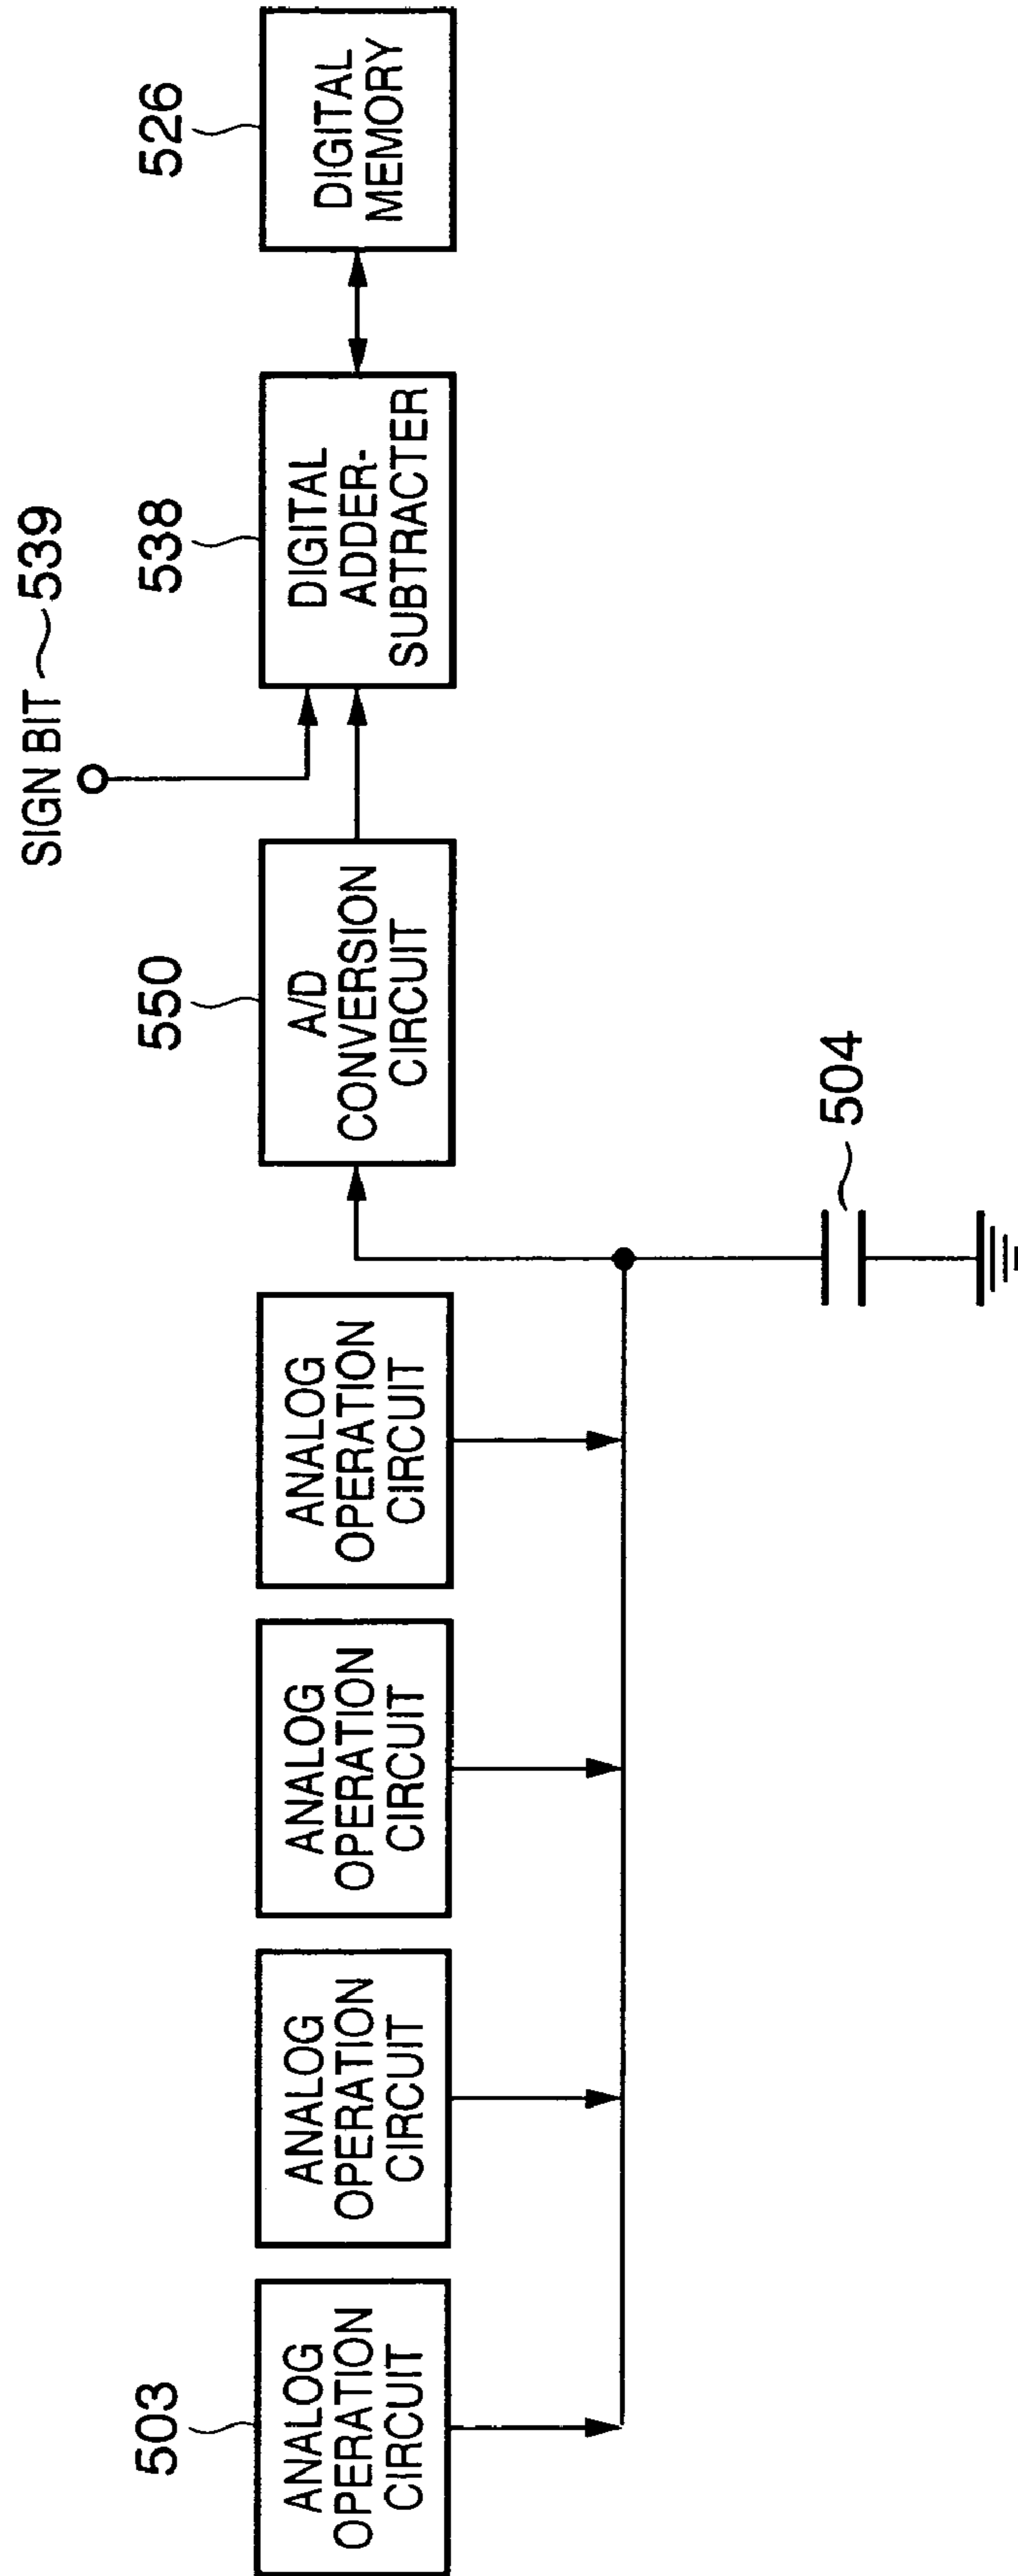 503
ANALOG
OPERATION
CIRCUIT
ANALOG
OPERATION
CIRCUIT
ANALOG
OPERATION
CIRCUIT
ANALOG
OPERATION
CIRCUIT
504
550
A/D
CONVERSION
CIRCUIT
SIGN BIT 539
538
DIGITAL
ADDER-
SUBTRACTER
526
DIGITAL
MEMORY